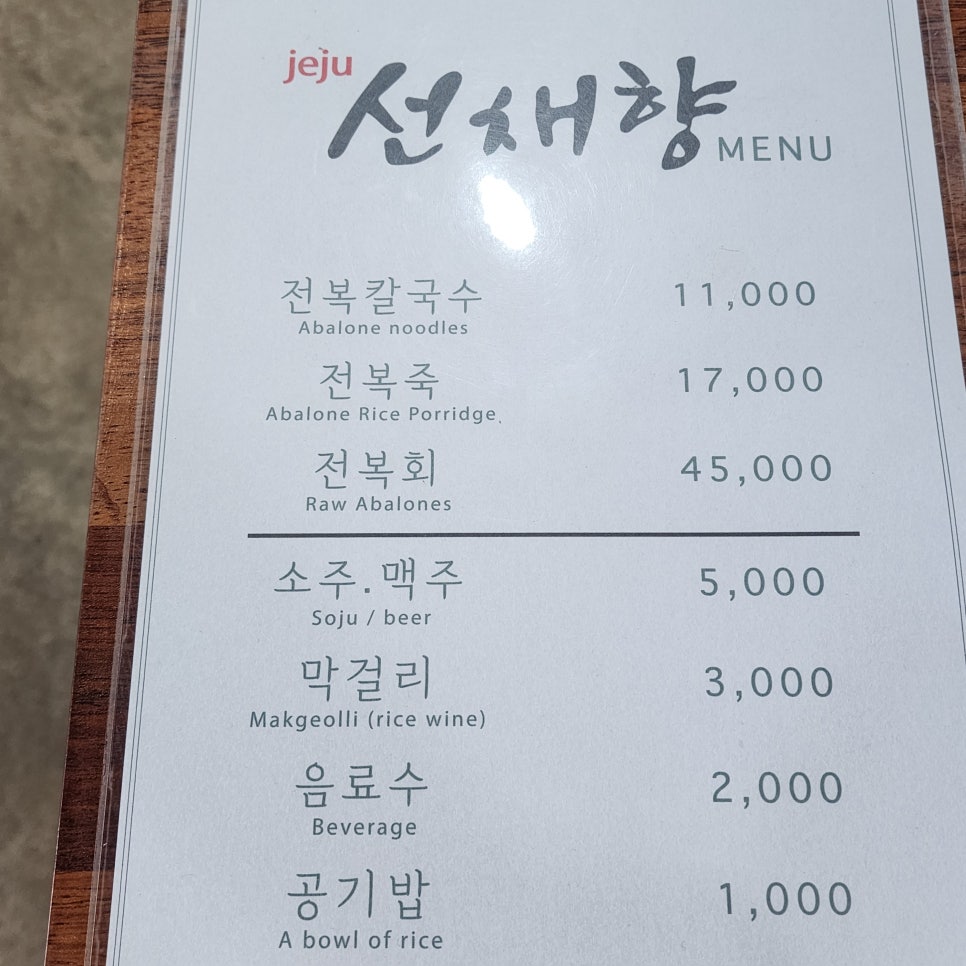 jeju
선채향 MENU
전복칼국수 11,000
Abalone noodles
전복죽 17,000
Abalone Rice Porridge、
전복회 45,000
Raw Abalones
소주.맥주 5,000
Soju / beer
막걸리 3,000
Makgeolli (rice wine)
음료수 2,000
Beverage
공기밥 1,000
A bowl of rice